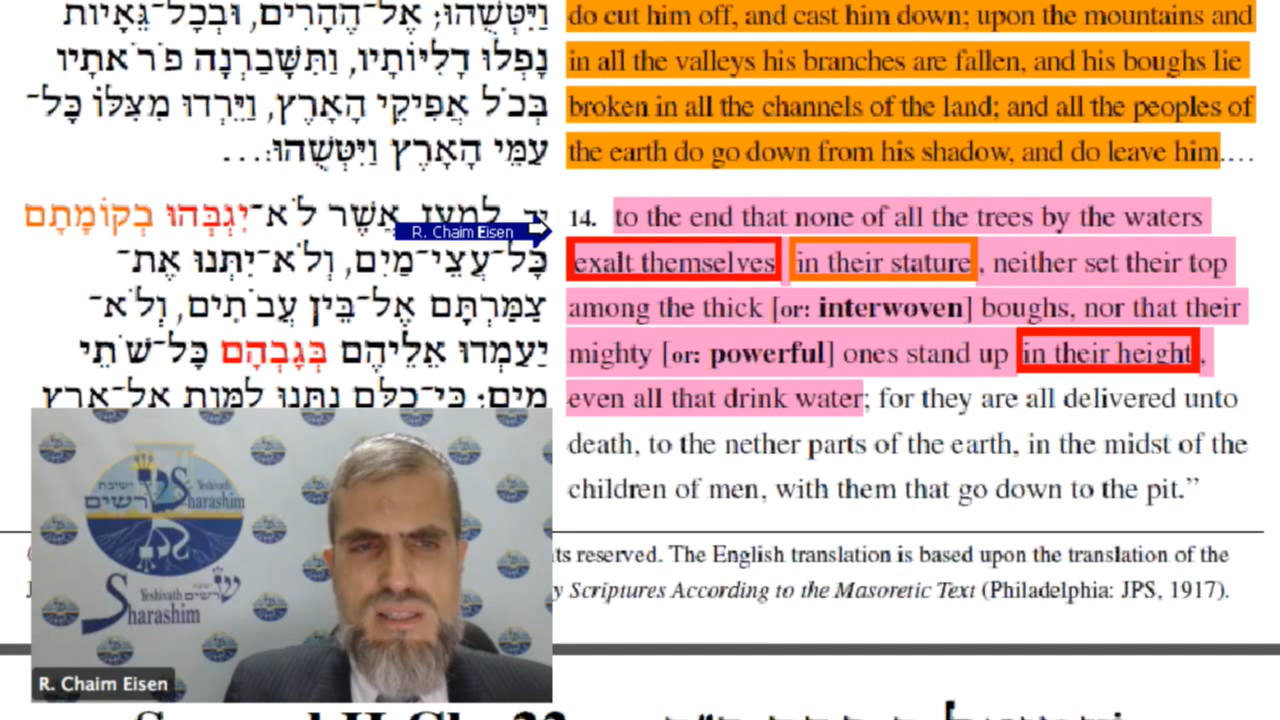 וַיִּטְּשֻׁהוּ; אֶל־הֶהָרִים, וּבְכָל־גֵּאָיוֹת
נָפְלוּ דָלִיּוֹתָיו, וַתִּשָּׁבַרְנָה פֹרֹאתָיו
בְּכֹל אֲפִיקֵי הָאָרֶץ, וַיֵּרְדוּ מִצִּלּוֹ כָּל־
עַמֵּי הָאָרֶץ וַיִּטְּשֻׁהוּ:...
do cut him off, and cast him down; upon the mountains and
in all the valleys his branches are fallen, and his boughs lie
broken in all the channels of the land; and all the peoples of
the earth do go down from his shadow, and do leave him....
לְמַעַן אֲשֶׁר לֹא־יִגְבְּהוּ בְקוֹמָתָם
כָּל־עֲצֵי־מַיִם, וְלֹא־יִתְּנוּ אֶת־
צַמַּרְתָּם אֶל־בֵּין עֲבֹתִים, וְלֹא־
יַעַמְדוּ אֵלֵיהֶם בְּגָבְהָם כָּל־שֹׁתֵי
מָיִם; כִּי־כֻלָּם נִתְּנוּ לַמָּוֶת אֶל־אֶרֶץ
R. Chaim Eisen
14. to the end that none of all the trees by the waters
exalt themselves in their stature, neither set their top
among the thick [or: interwoven] boughs, nor that their
mighty [or: powerful] ones stand up in their height,
even all that drink water; for they are all delivered unto
death, to the nether parts of the earth, in the midst of the
children of men, with them that go down to the pit.”
ts reserved. The English translation is based upon the translation of the
y Scriptures According to the Masoretic Text (Philadelphia: JPS, 1917).
ישיבת שרשים
Yeshivath Sharashim
Yeshivath ישיבת שרשים
Sharashim
R. Chaim Eisen